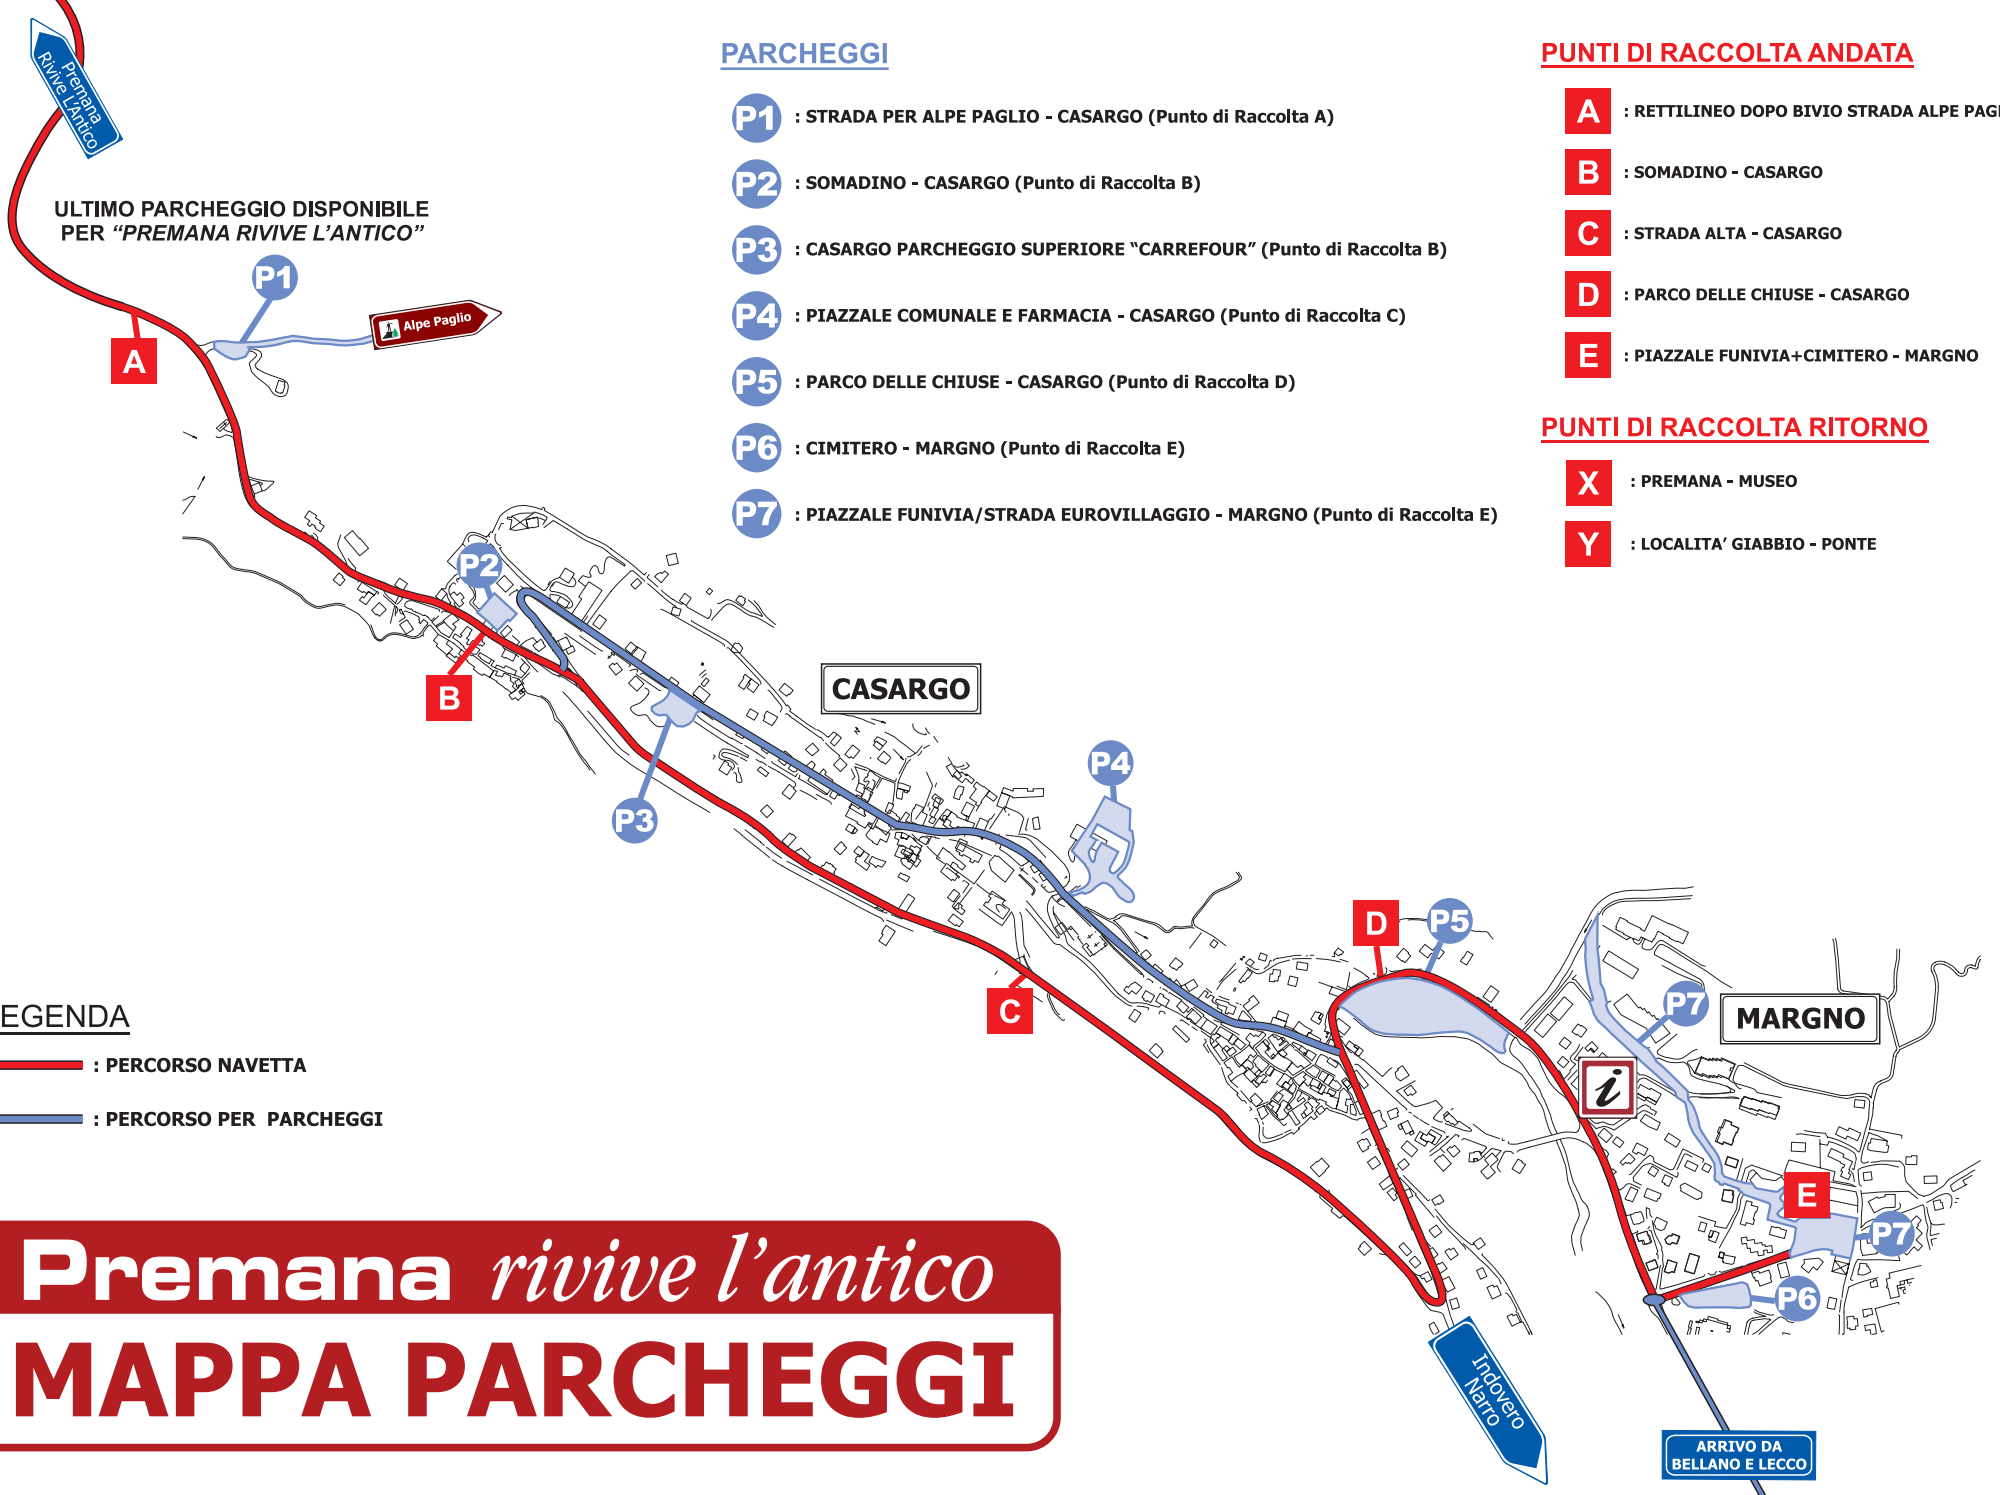 Premana
Rivive L'Antico
ULTIMO PARCHEGGIO DISPONIBILE
PER “PREMANA RIVIVE L’ANTICO”
P1
Alpe Paglio
A
PARCHEGGI
P1 : STRADA PER ALPE PAGLIO - CASARGO (Punto di Raccolta A)
P2 : SOMADINO - CASARGO (Punto di Raccolta B)
P3 : CASARGO PARCHEGGIO SUPERIORE “CARREFOUR” (Punto di Raccolta B)
P4 : PIAZZALE COMUNALE E FARMACIA - CASARGO (Punto di Raccolta C)
P5 : PARCO DELLE CHIUSE - CASARGO (Punto di Raccolta D)
P6 : CIMITERO - MARGNO (Punto di Raccolta E)
P7 : PIAZZALE FUNIVIA/STRADA EUROVILLAGGIO - MARGNO (Punto di Raccolta E)
PUNTI DI RACCOLTA ANDATA
A : RETTILINEO DOPO BIVIO STRADA ALPE
B : SOMADINO - CASARGO
C : STRADA ALTA - CASARGO
D : PARCO DELLE CHIUSE - CASARGO
E : PIAZZALE FUNIVIA+CIMITERO - MARGNO
PUNTI DI RACCOLTA RITORNO
X : PREMANA - MUSEO
Y : LOCALITA’ GIABBIO - PONTE
P2
B
CASARGO
P3
P4
C
D
P5
P7
MARGNO
i
E
P7
P6
Indovero
Narro
ARRIVO DA
BELLANO E LECCO
EGENDA
: PERCORSO NAVETTA
: PERCORSO PER PARCHEGGI
Premana rivive l’antico
MAPPA PARCHEGGI